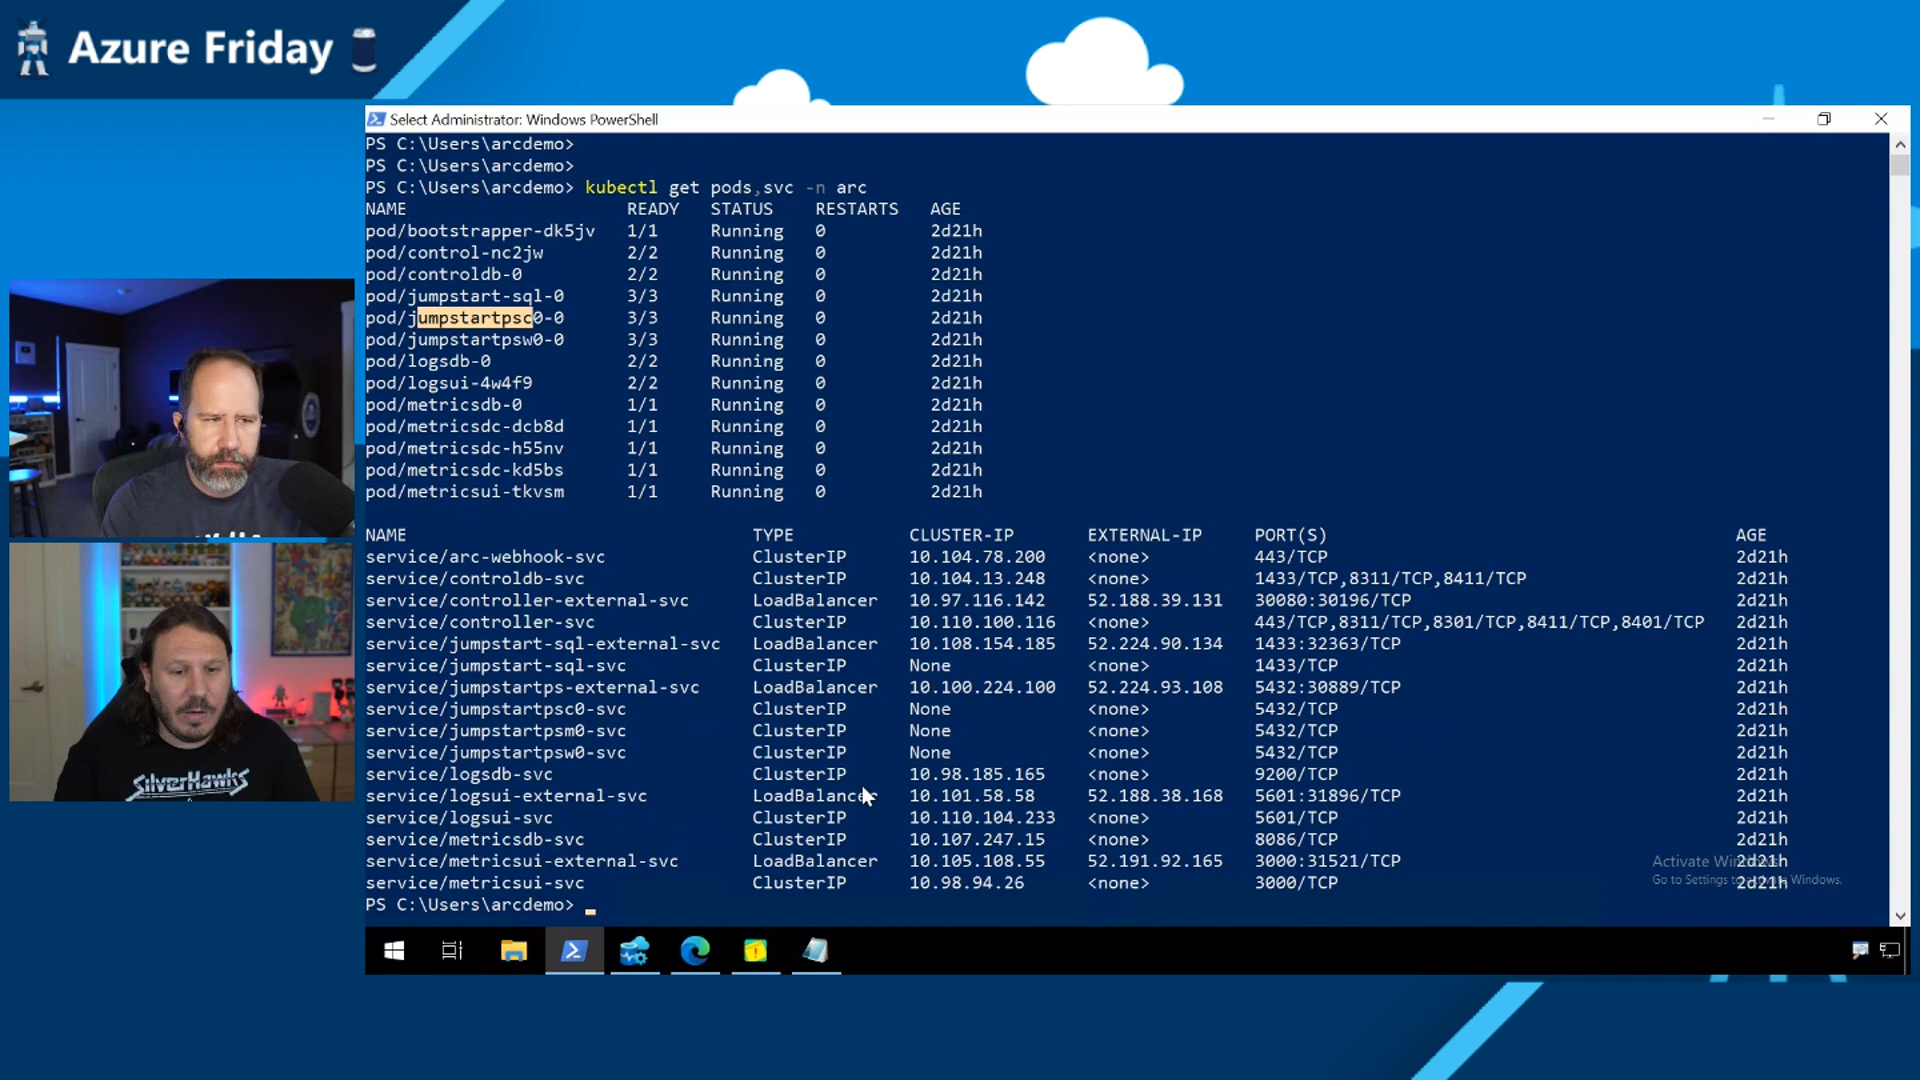 Azure Friday
Select Administrator: Windows PowerShell
PS C:\Users\arcdemo>
PS C:\Users\arcdemo>
PS C:\Users\arcdemo> kubectl get pods,svc -n arc
NAME READY STATUS RESTARTS AGE
pod/bootstrapper-dk5jv 1/1 Running 0 2d21h
pod/control-nc2jw 2/2 Running 0 2d21h
pod/controldb-0 2/2 Running 0 2d21h
pod/jumpstart-sql-0 3/3 Running 0 2d21h
pod/jumpstartpsc0-0 3/3 Running 0 2d21h
pod/jumpstartpsw0-0 3/3 Running 0 2d21h
pod/logsdb-0 2/2 Running 0 2d21h
pod/logsui-4w4f9 2/2 Running 0 2d21h
pod/metricsdb-0 1/1 Running 0 2d21h
pod/metricsdc-dcb8d 1/1 Running 0 2d21h
pod/metricsdc-h55nv 1/1 Running 0 2d21h
pod/metricsdc-kd5bs 1/1 Running 0 2d21h
pod/metricsui-tkvsm 1/1 Running 0 2d21h
NAME TYPE CLUSTER-IP EXTERNAL-IP PORT(S) AGE
service/arc-webhook-svc ClusterIP 10.104.78.200 <none> 443/TCP 2d21h
service/controldb-svc ClusterIP 10.104.13.248 <none> 1433/TCP,8311/TCP,8411/TCP 2d21h
service/controller-external-svc LoadBalancer 10.97.116.142 52.188.39.131 30080:30196/TCP 2d21h
service/controller-svc ClusterIP 10.110.100.116 <none> 443/TCP,8311/TCP,8301/TCP,8411/TCP,8401/TCP 2d21h
service/jumpstart-sql-external-svc LoadBalancer 10.108.154.185 52.224.90.134 1433:32363/TCP 2d21h
service/jumpstart-sql-svc ClusterIP None <none> 1433/TCP 2d21h
service/jumpstartps-external-svc LoadBalancer 10.100.224.100 52.224.93.108 5432:30889/TCP 2d21h
service/jumpstartpsc0-svc ClusterIP None <none> 5432/TCP 2d21h
service/jumpstartpsm0-svc ClusterIP None <none> 5432/TCP 2d21h
service/jumpstartpsw0-svc ClusterIP None <none> 5432/TCP 2d21h
service/logsdb-svc ClusterIP 10.98.185.165 <none> 9200/TCP 2d21h
service/logsui-external-svc LoadBalancer 10.101.58.58 52.188.38.168 5601:31896/TCP 2d21h
service/logsui-svc ClusterIP 10.110.104.233 <none> 5601/TCP 2d21h
service/metricsdb-svc ClusterIP 10.107.247.15 <none> 8086/TCP 2d21h
service/metricsui-external-svc LoadBalancer 10.105.108.55 52.191.92.165 3000:31521/TCP 2d21h
service/metricsui-svc ClusterIP 10.98.94.26 <none> 3000/TCP 2d21h
PS C:\Users\arcdemo>
Activate Windows
Go to Settings to activate Windows.
SilverHawks